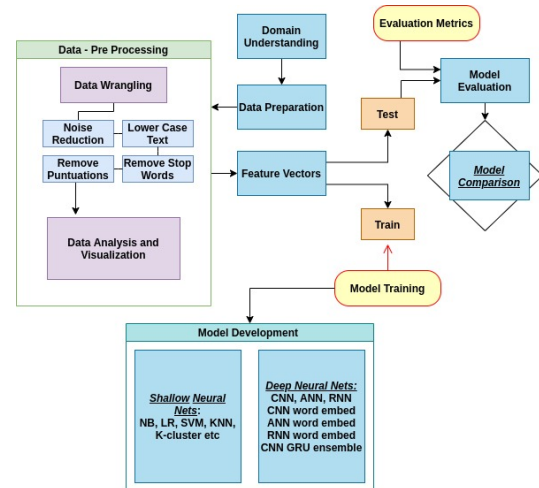 Data - Pre Processing
Data Wrangling
Noise
Reduction
Lower Case
Text
Remove
Puntuations
Remove Stop
Words
Data Analysis and
Visualization
Domain
Understanding
Data Preparation
Feature Vectors
Evaluation Metrics
Model
Evaluation
Test
Model
Comparison
Train
Model Training
Model Development
Shallow Neural
Nets:
NB, LR, SVM, KNN,
K-cluster etc
Deep Neural Nets:
CNN, ANN, RNN
CNN word embed
ANN word embed
RNN word embed
CNN GRU ensemble